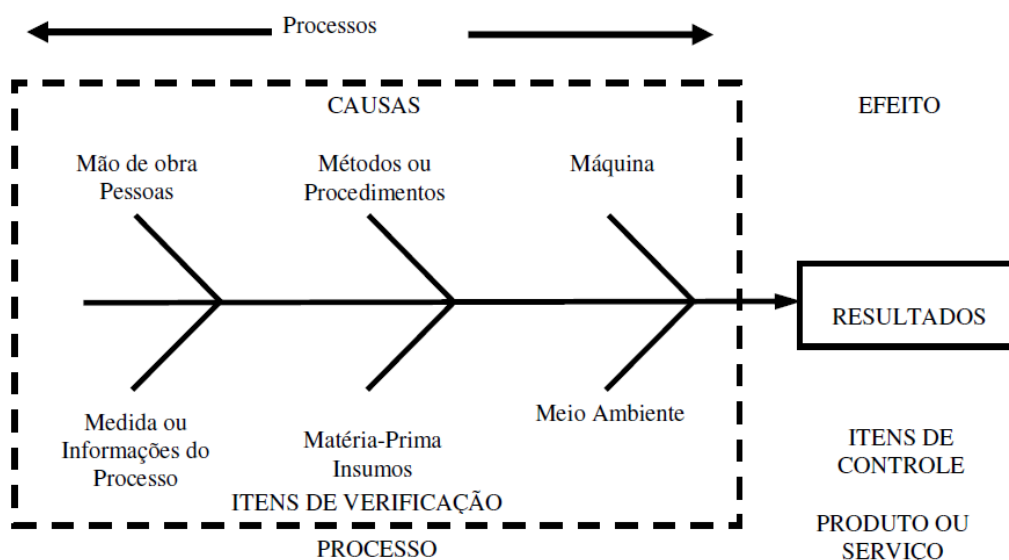 Processos
CAUSAS
EFEITO
Mão de obra
Pessoas
Métodos ou
Procedimentos
Máquina
RESULTADOS
Medida ou
Informações do
Processo
Matéria-Prima
Insumos
Meio Ambiente
ITENS DE
CONTROLE
ITENS DE VERIFICAÇÃO
PROCESSO
PRODUTO OU
SERVIÇO